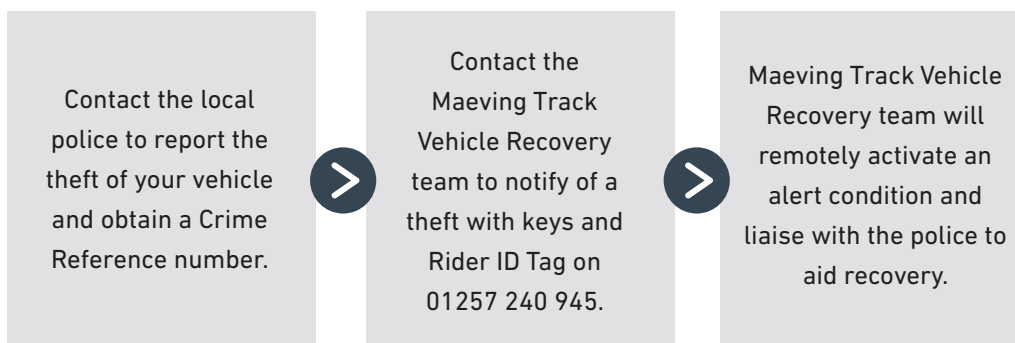 Contact the local
police to report the
theft of your vehicle
and obtain a Crime
Reference number.
Contact the
Maeving Track
Vehicle Recovery
team to notify of a
theft with keys and
Rider ID Tag on
01257 240 945.
Maeving Track Vehicle
Recovery team will
remotely activate an
alert condition and
liaise with the police to
aid recovery.